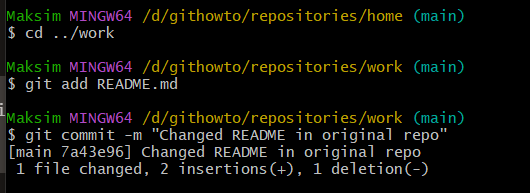 Maksim MINGW64 /d/githowto/repositories/home (main)
$ cd ../work
Maksim MINGW64 /d/githowto/repositories/work (main)
$ git add README.md
Maksim MINGW64 /d/githowto/repositories/work (main)
$ git commit -m "Changed README in original repo"
[main 7a43e96] Changed README in original repo
1 file changed, 2 insertions(+), 1 deletion(-)